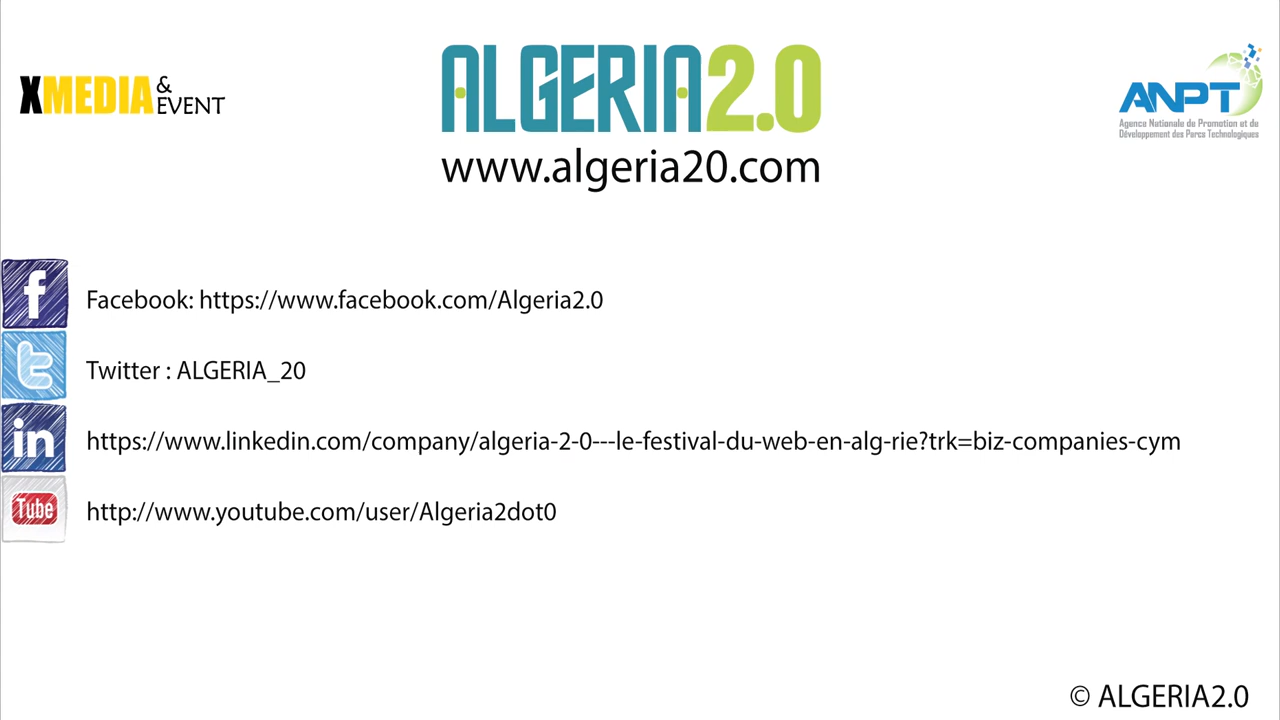 XMEDIA & EVENT
ALGERIA2.0
www.algeria20.com
ANPT
Agence Nationale de Promotion et de
Développement des Parcs Technologiques
f
Facebook: https://www.facebook.com/Algeria2.0
t
Twitter : ALGERIA_20
in
https://www.linkedin.com/company/algeria-2-0---le-festival-du-web-en-alg-rie?trk=biz-companies-cym
Tube
http://www.youtube.com/user/Algeria2dot0
© ALGERIA2.0